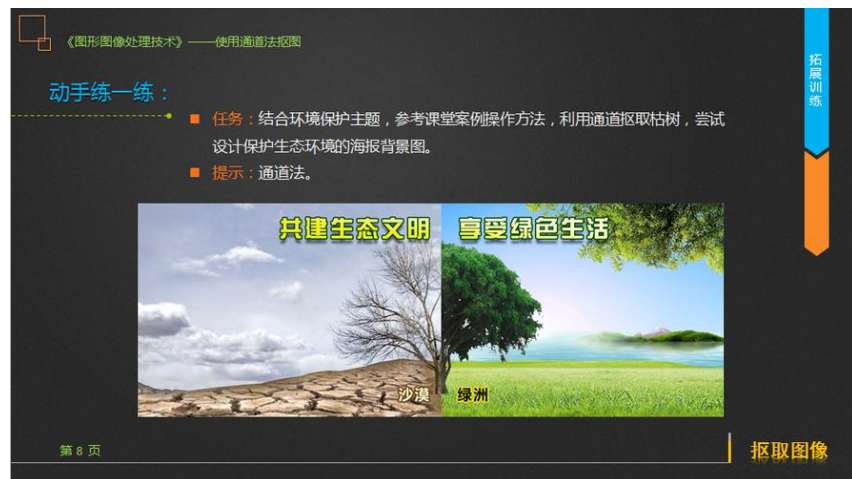 《图形图像处理技术》——使用通道法抠图
拓展训练
动手练一练：
■ 任务：结合环境保护主题，参考课堂案例操作方法，利用通道抠取枯树，尝试
设计保护生态环境的海报背景图。
■ 提示：通道法。
共建生态文明 享受绿色生活
沙漠 绿洲
第 8 页
抠取图像